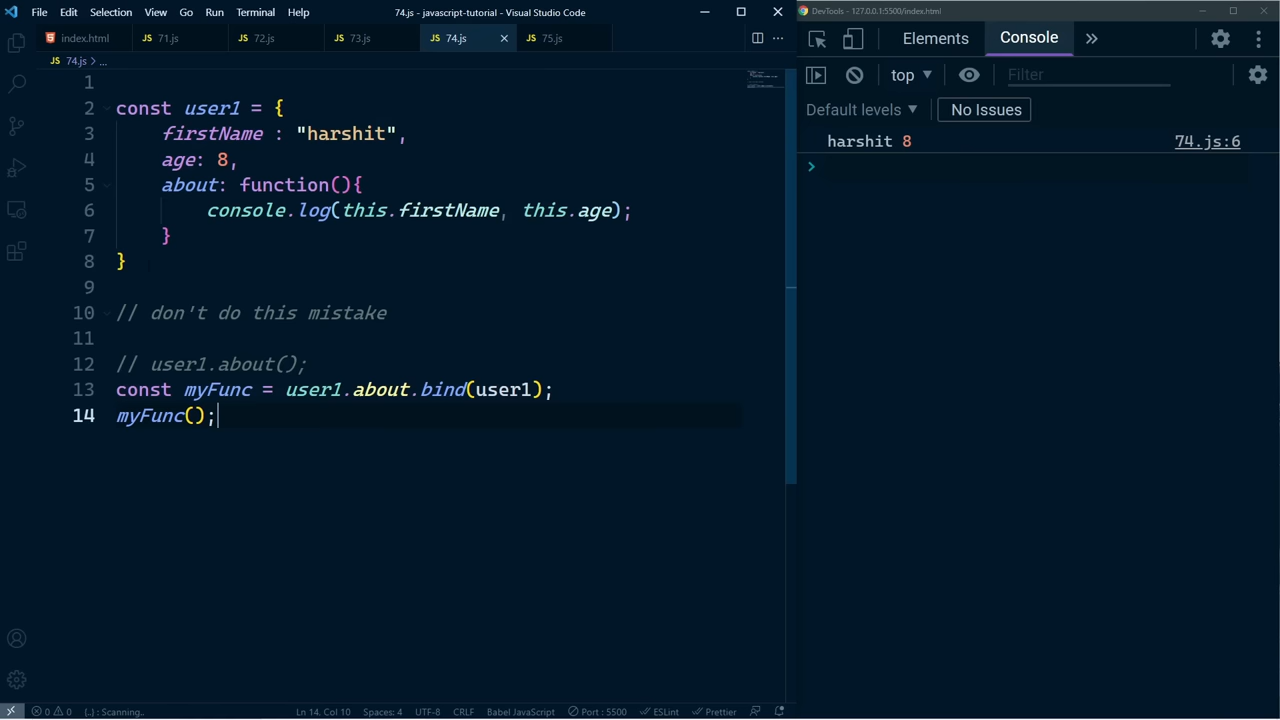 File Edit Selection View Go Run Terminal Help 74.js - javascript-tutorial - Visual Studio Code
index.html 71.js 72.js 73.js 74.js 75.js
74.js > ...
1
2 const user1 = {
3 firstName : "harshit",
4 age: 8,
5 about: function(){
6 console.log(this.firstName, this.age);
7 }
8 }
9
10 // don't do this mistake
11
12 // user1.about();
13 const myFunc = user1.about.bind(user1);
14 myFunc();
0 0 {..} : Scanning.. Ln 14, Col 10 Spaces: 4 UTF-8 CRLF Babel JavaScript Port : 5500 ESLint Prettier
DevTools - 127.0.0.1:5500/index.html
Elements Console »
top Filter
Default levels No Issues
harshit 8 74.js:6
>